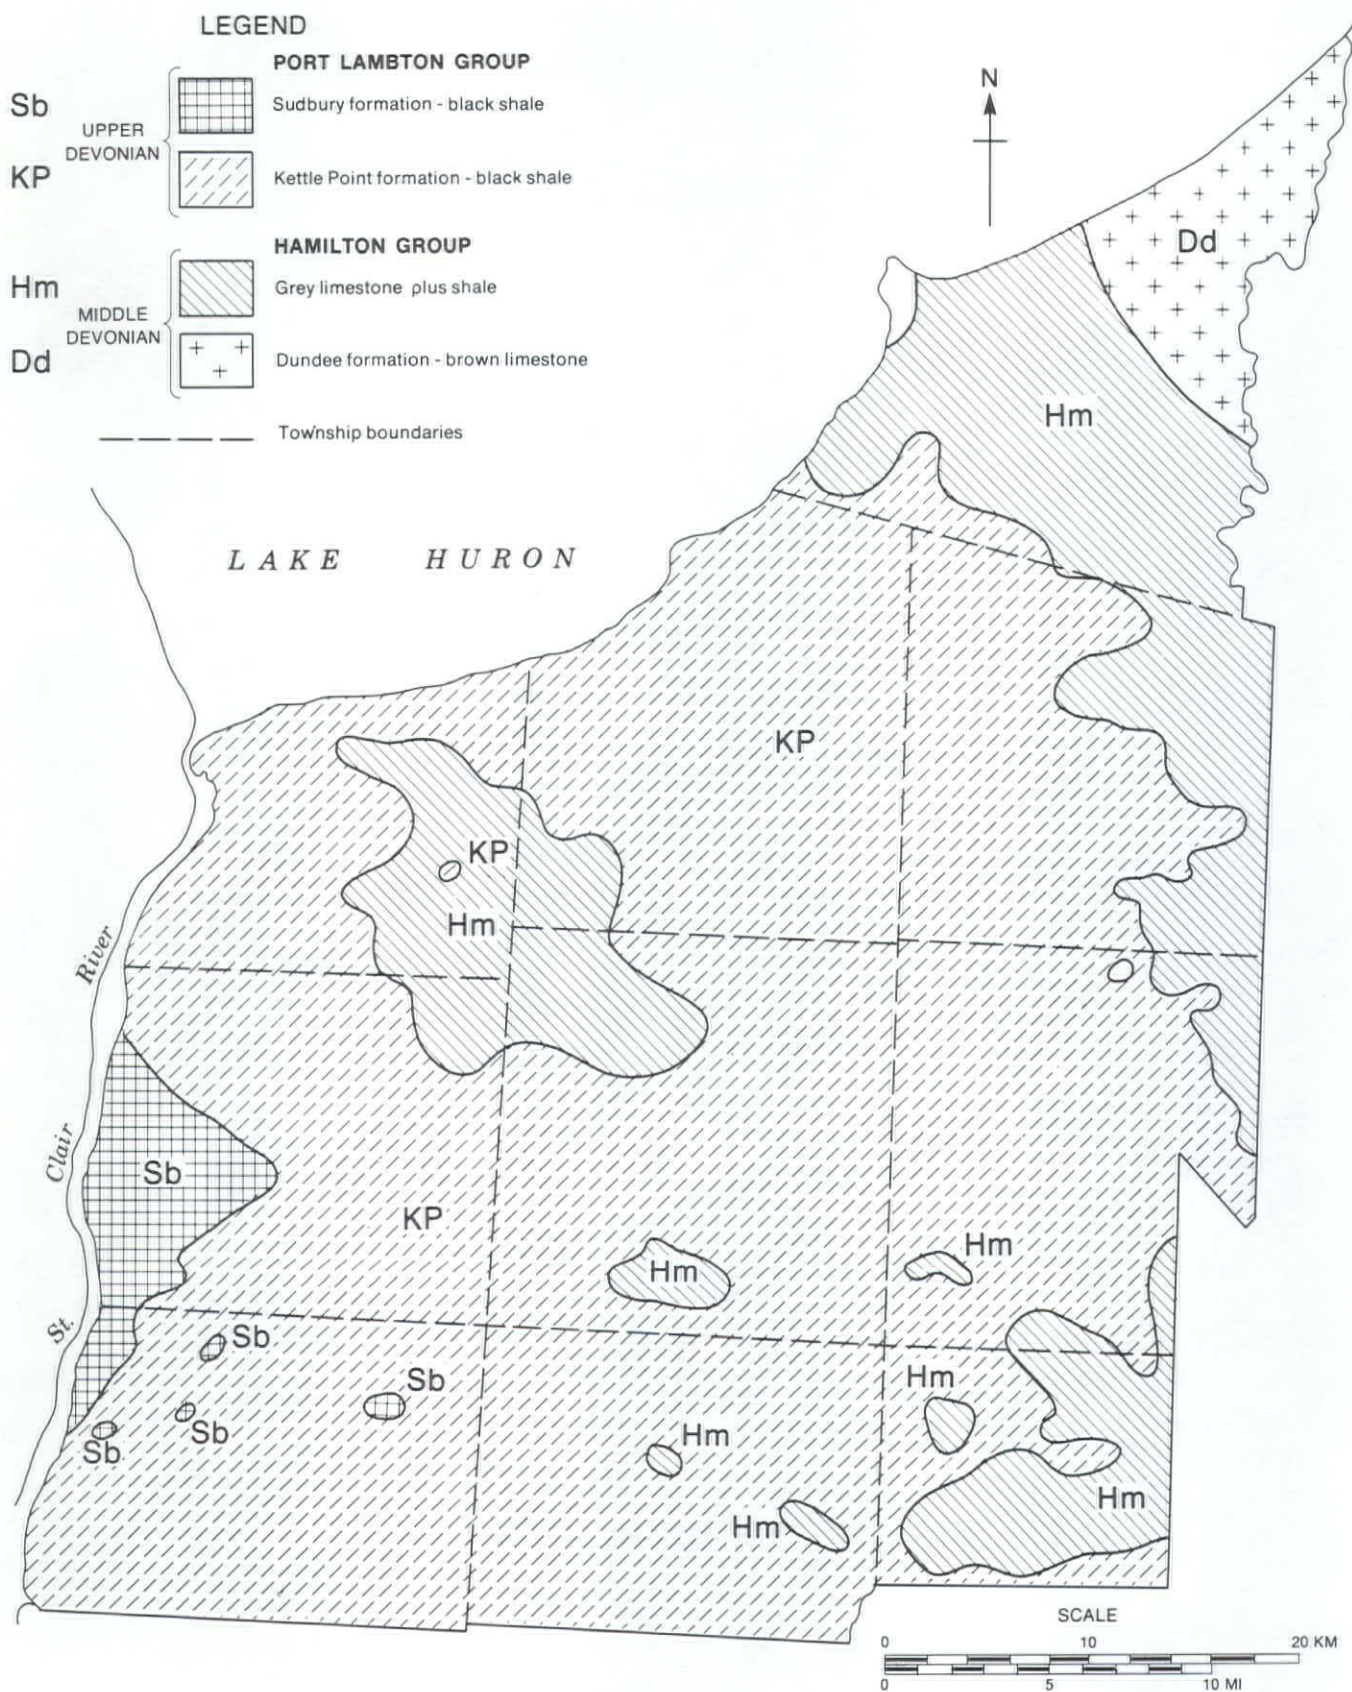 LEGEND
PORT LAMBTON GROUP
Sb
Sudbury formation - black shale
UPPER
DEVONIAN
KP
Kettle Point formation - black shale
HAMILTON GROUP
Hm
Grey limestone plus shale
MIDDLE
DEVONIAN
Dd
Dundee formation - brown limestone
Township boundaries
N
Dd
Hm
LAKE HURON
KP
KP
Hm
River
Clair
St.
Sb
KP
Hm
Hm
Sb
Sb
Sb
Sb
Hm
Hm
Hm
Hm
SCALE
0 10 20 KM
0 5 10 MI